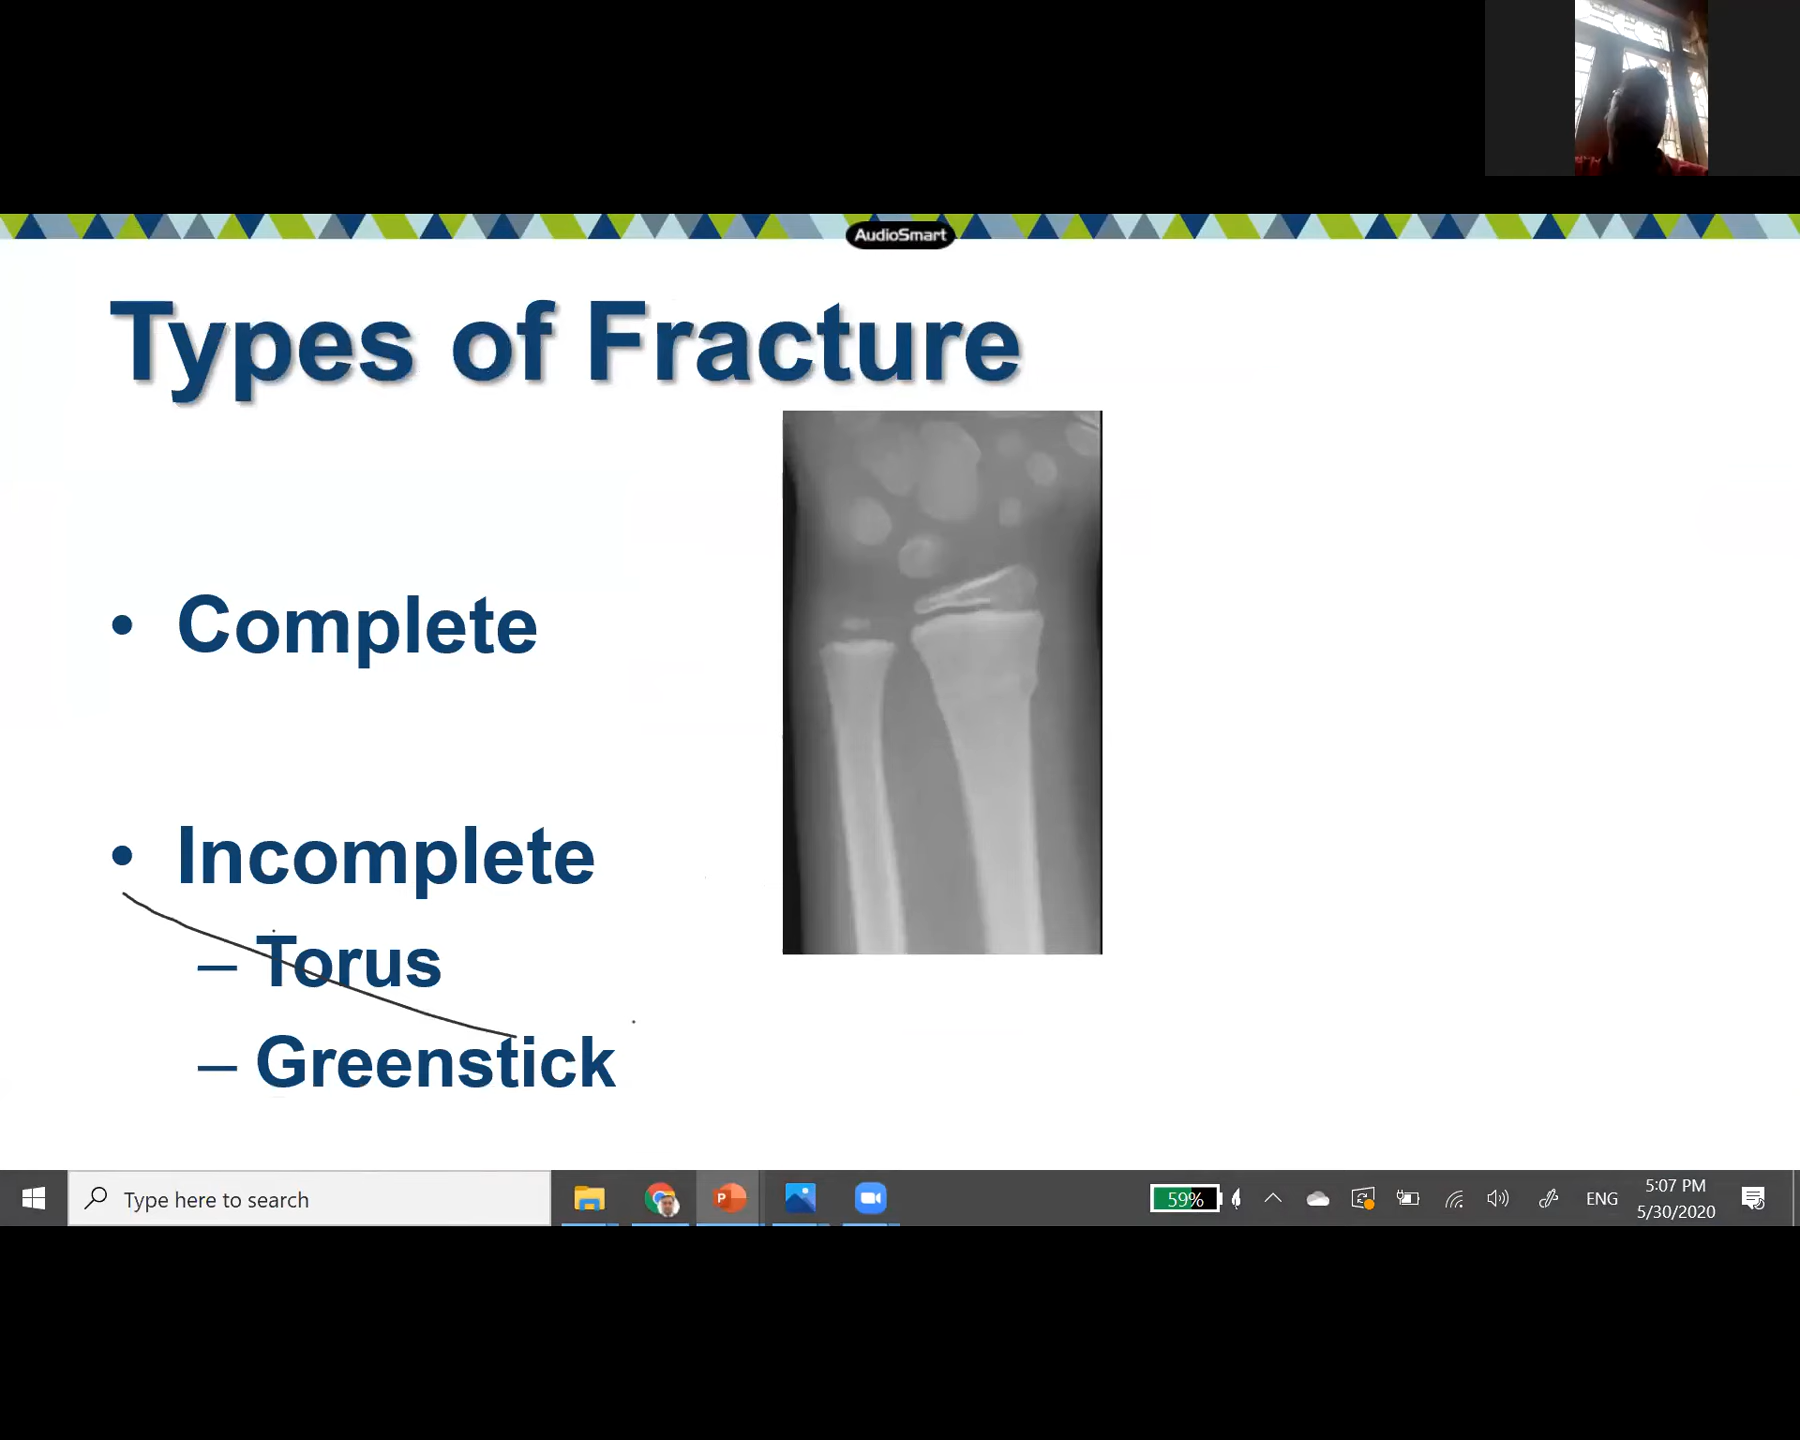 AudioSmart
Types of Fracture
• Complete
• Incomplete
– Torus
– Greenstick
Type here to search
59%
ENG
5:07 PM
5/30/2020